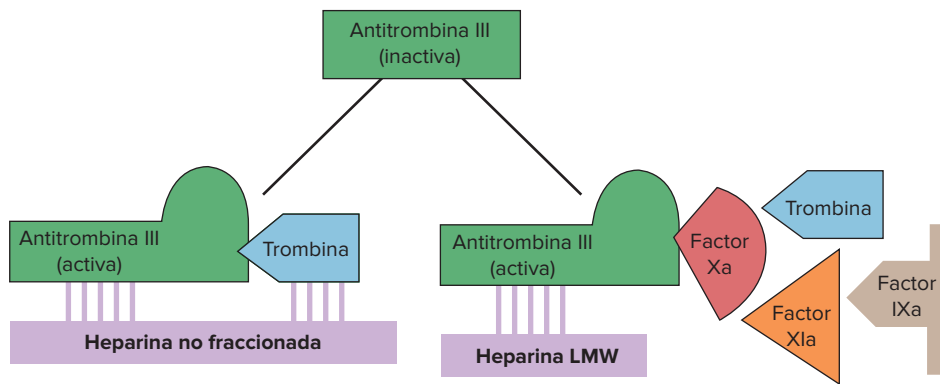 Antitrombina III
(inactiva)
Antitrombina III
(activa)
Trombina
Heparina no fraccionada
Antitrombina III
(activa)
Factor
Xa
Trombina
Factor
XIa
Factor
IXa
Heparina LMW